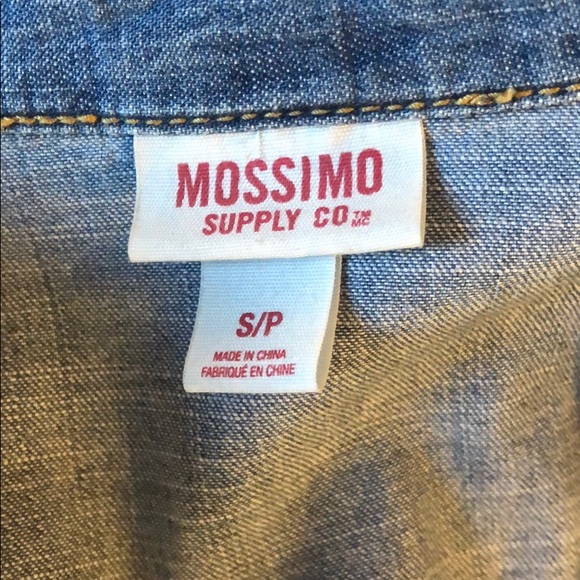 MOSSIMO
SUPPLY CO ™ MC
S/P
MADE IN CHINA
FABRIQUÉ EN CHINE